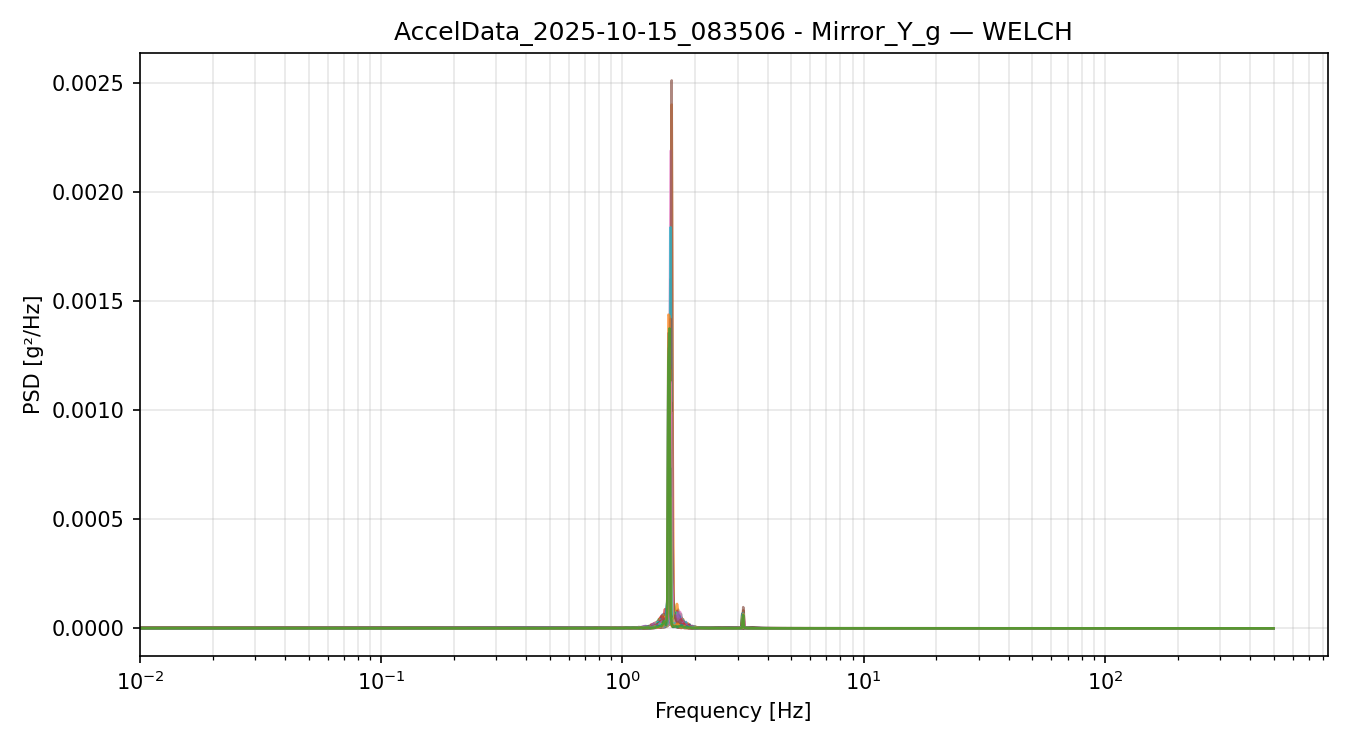 AccelData_2025-10-15_083506 - Mirror_Y_g — WELCH
PSD [g²/Hz]
0.0025
0.0020
0.0015
0.0010
0.0005
0.0000
10⁻² 10⁻¹ 10⁰ 10¹ 10²
Frequency [Hz]